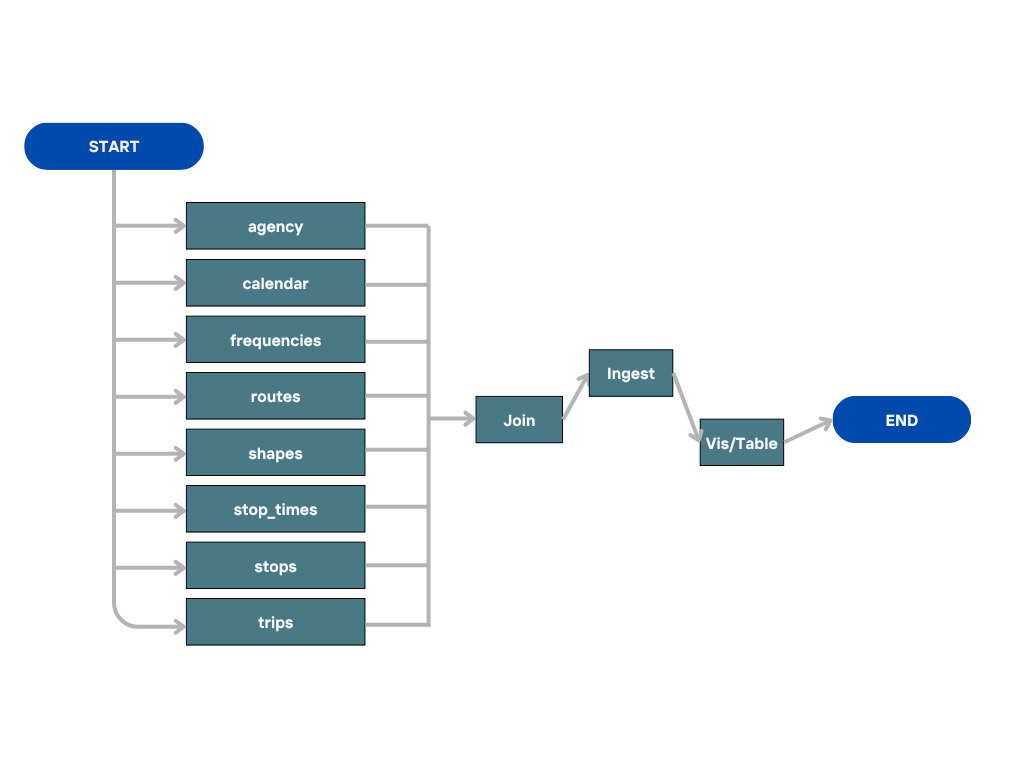 START
agency
calendar
frequencies
routes
shapes
stop_times
stops
trips
Join
Ingest
Vis/Table
END